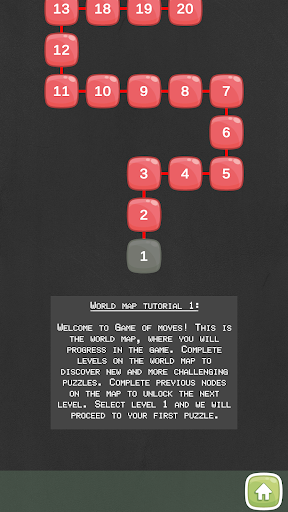 13 18 19 20
12
11 10 9 8 7
6
3 4 5
2
1
World map tutorial 1:
Welcome to Game of moves! This is
the world map, where you will
progress in the game. Complete
levels on the world map to
discover new and more challenging
puzzles. Complete previous nodes
on the map to unlock the next
level. Select level 1 and we will
proceed to your first puzzle.